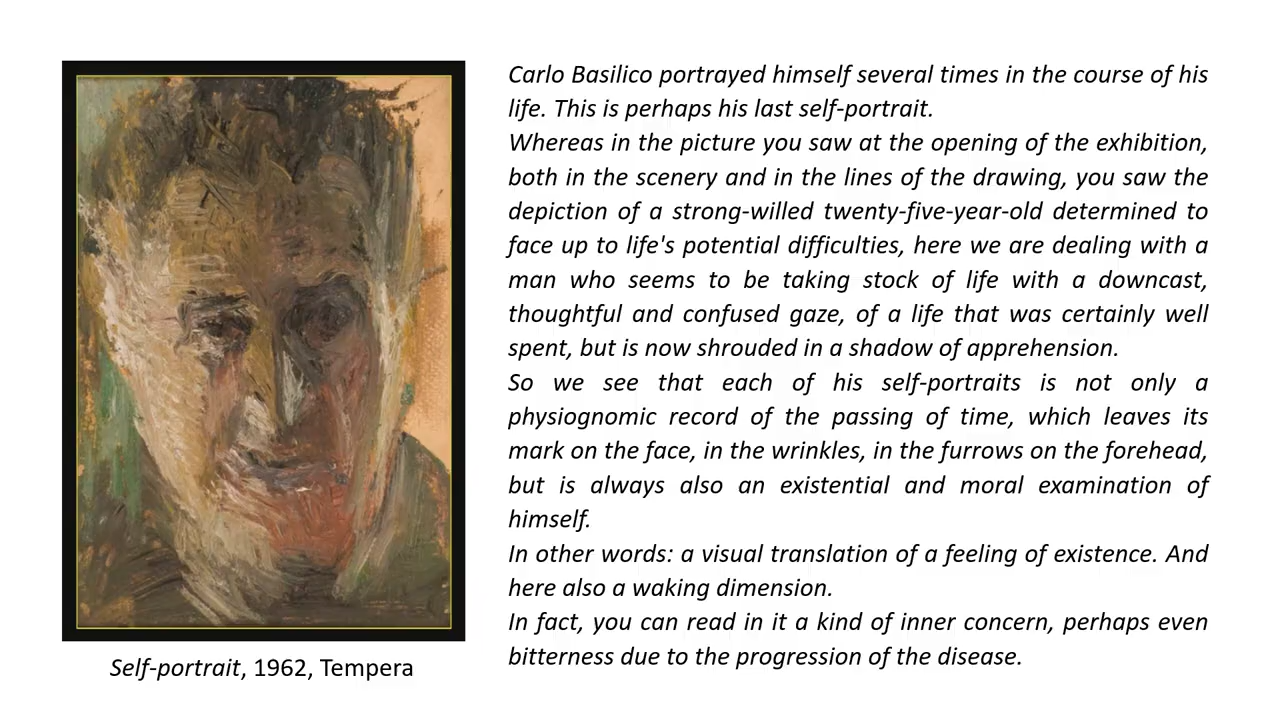 Carlo Basilico portrayed himself several times in the course of his
life. This is perhaps his last self-portrait.
Whereas in the picture you saw at the opening of the exhibition,
both in the scenery and in the lines of the drawing, you saw the
depiction of a strong-willed twenty-five-year-old determined to
face up to life's potential difficulties, here we are dealing with a
man who seems to be taking stock of life with a downcast,
thoughtful and confused gaze, of a life that was certainly well
spent, but is now shrouded in a shadow of apprehension.
So we see that each of his self-portraits is not only a
physiognomic record of the passing of time, which leaves its
mark on the face, in the wrinkles, in the furrows on the forehead,
but is always also an existential and moral examination of
himself.
In other words: a visual translation of a feeling of existence. And
here also a waking dimension.
In fact, you can read in it a kind of inner concern, perhaps even
bitterness due to the progression of the disease.
Self-portrait, 1962, Tempera